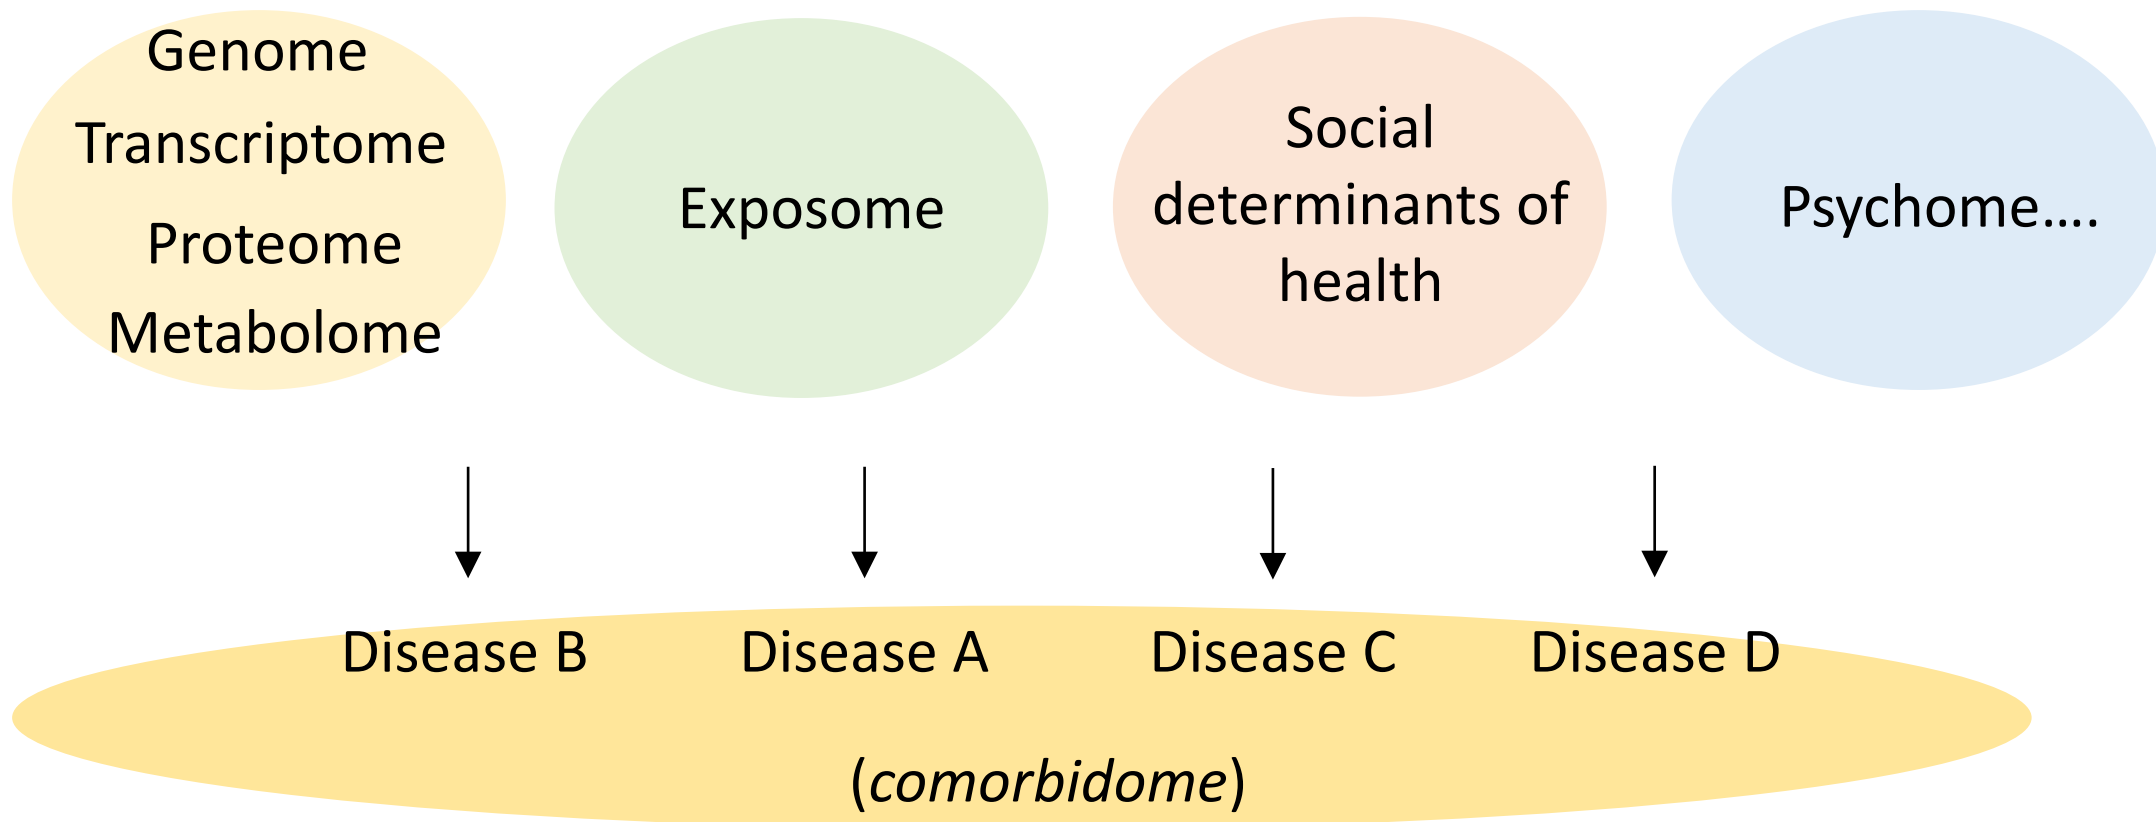 Genome
Transcriptome
Proteome
Metabolome
Exposome
Social
determinants of
health
Psychome....
Disease B
Disease A
Disease C
Disease D
(comorbidome)